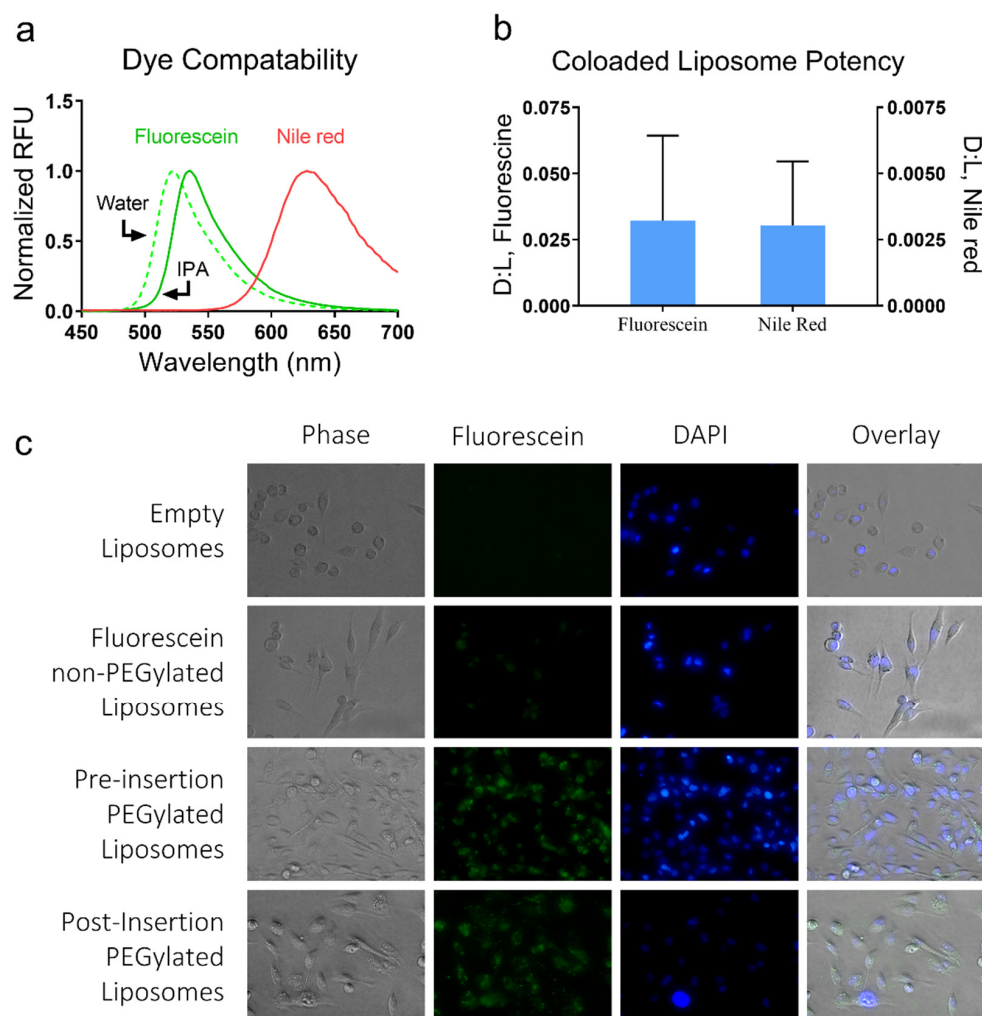 a
Dye Compatability
Normalized RFU
1.5
1.0
0.5
0.0
Fluorescein
Nile red
Water
IPA
450 500 550 600 650 700
Wavelength (nm)
b
Coloaded Liposome Potency
D:L, Fluorescine
0.075
0.050
0.025
0.000
0.0075
0.0050
0.0025
0.0000
D:L, Nile red
Fluorescein Nile Red
c
Phase Fluorescein DAPI Overlay
Empty
Liposomes
Fluorescein
non-PEGylated
Liposomes
Pre-insertion
PEGylated
Liposomes
Post-Insertion
PEGylated
Liposomes